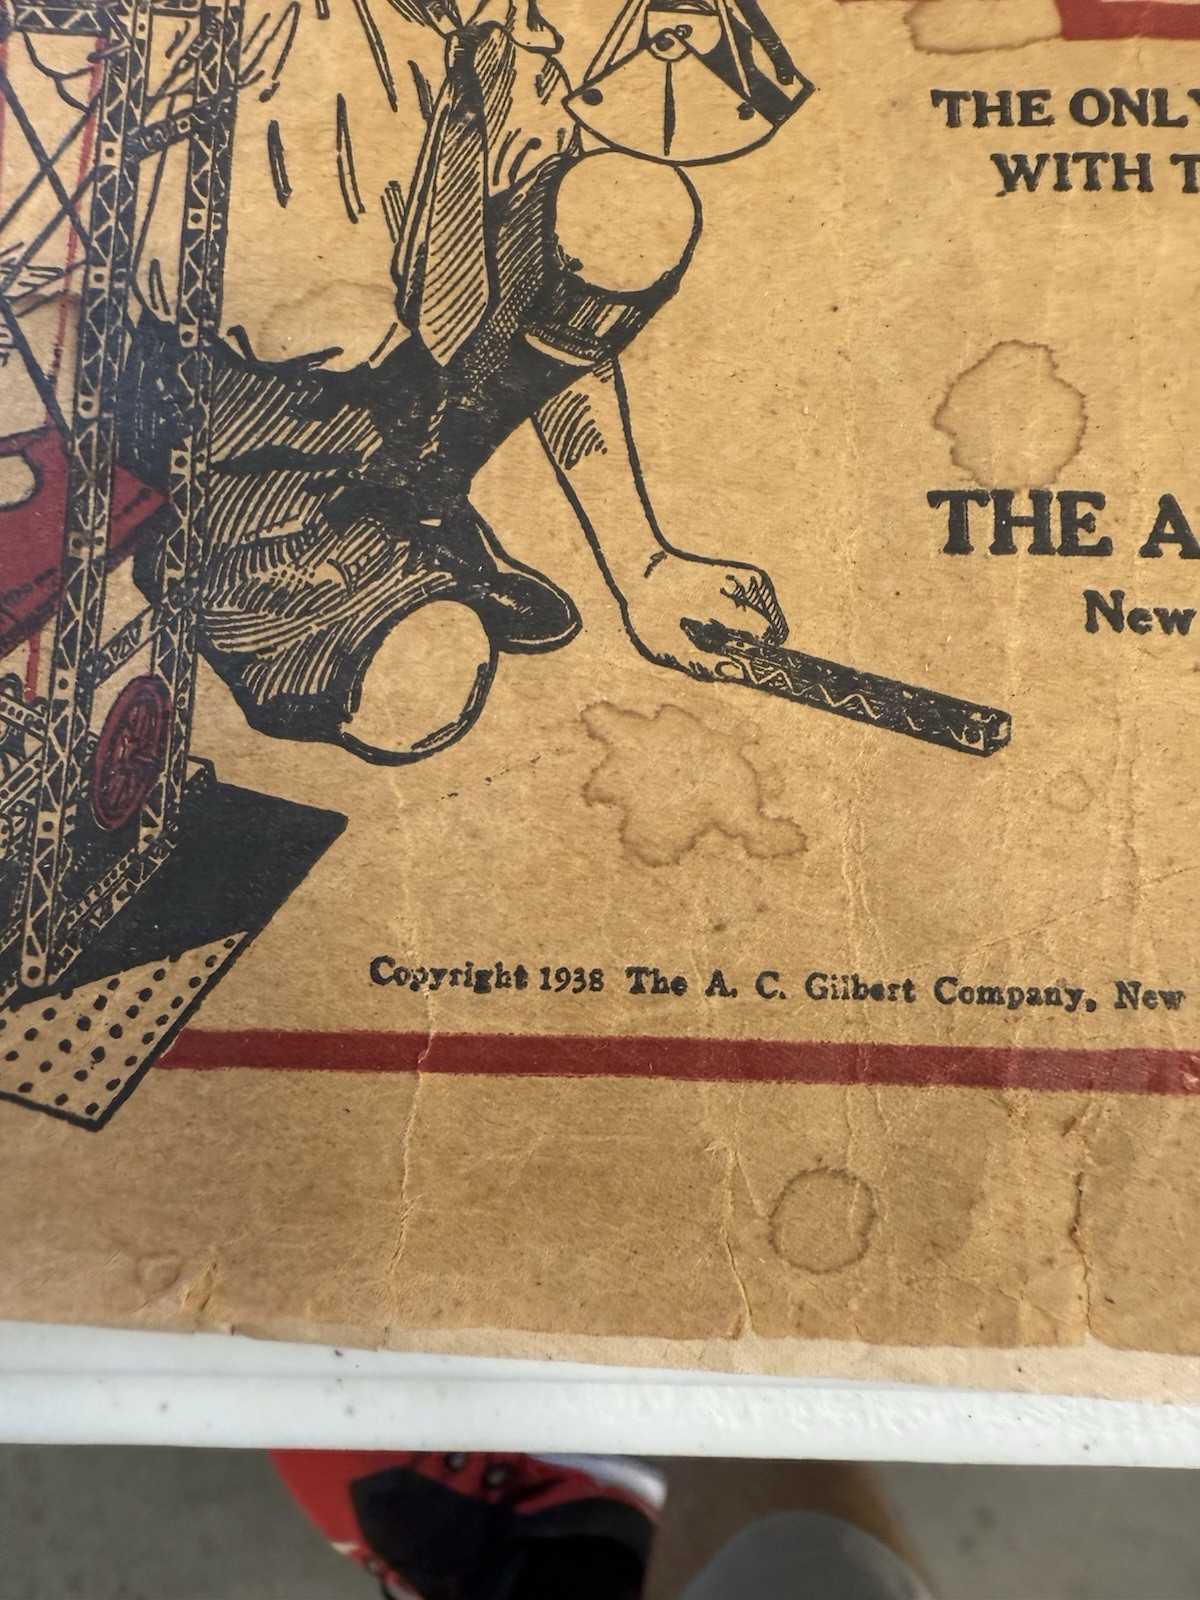 THE ONLY
WITH T
THE A
New
Copyright 1938 The A. C. Gilbert Company, New